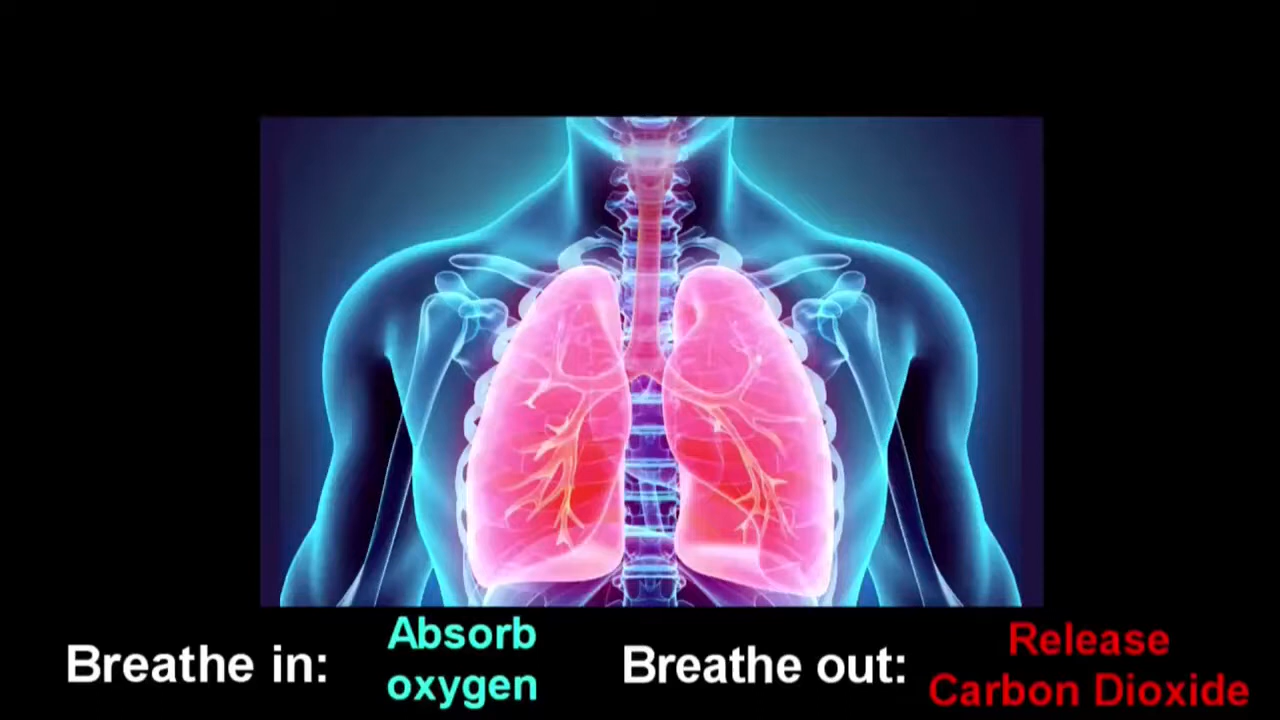 Breathe in:
Absorb
oxygen
Breathe out:
Release
Carbon Dioxide